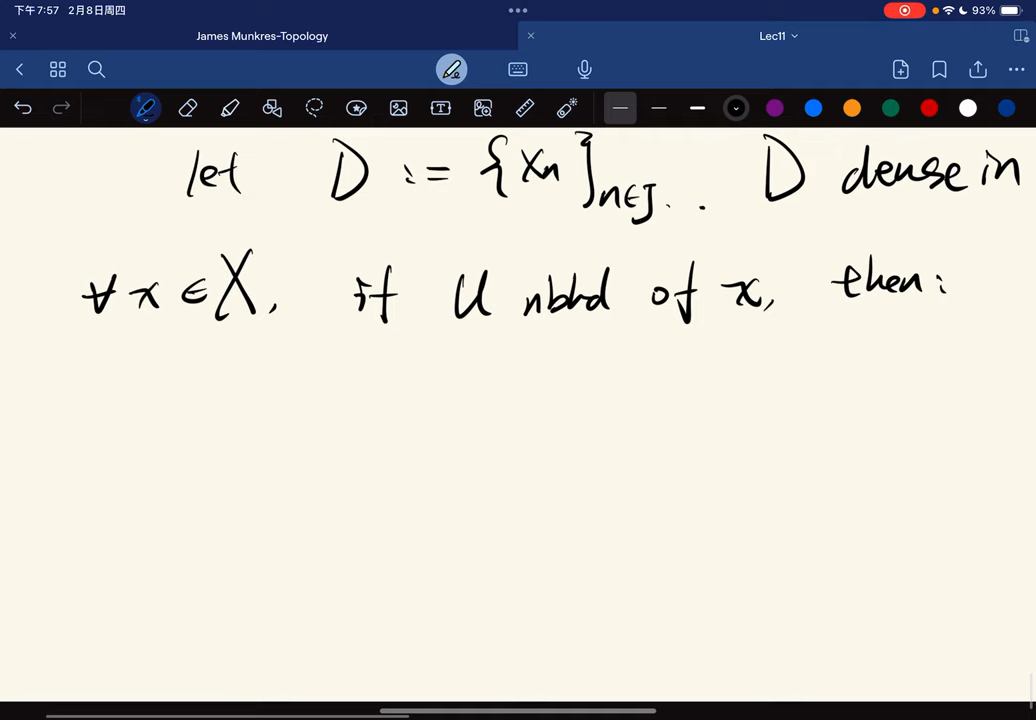 下午7:57 2月8日周四 93%
James Munkres-Topology Lec11
let D := {xn}n∈J.. D dense in
∀x∈X, if U nbhd of x, then: